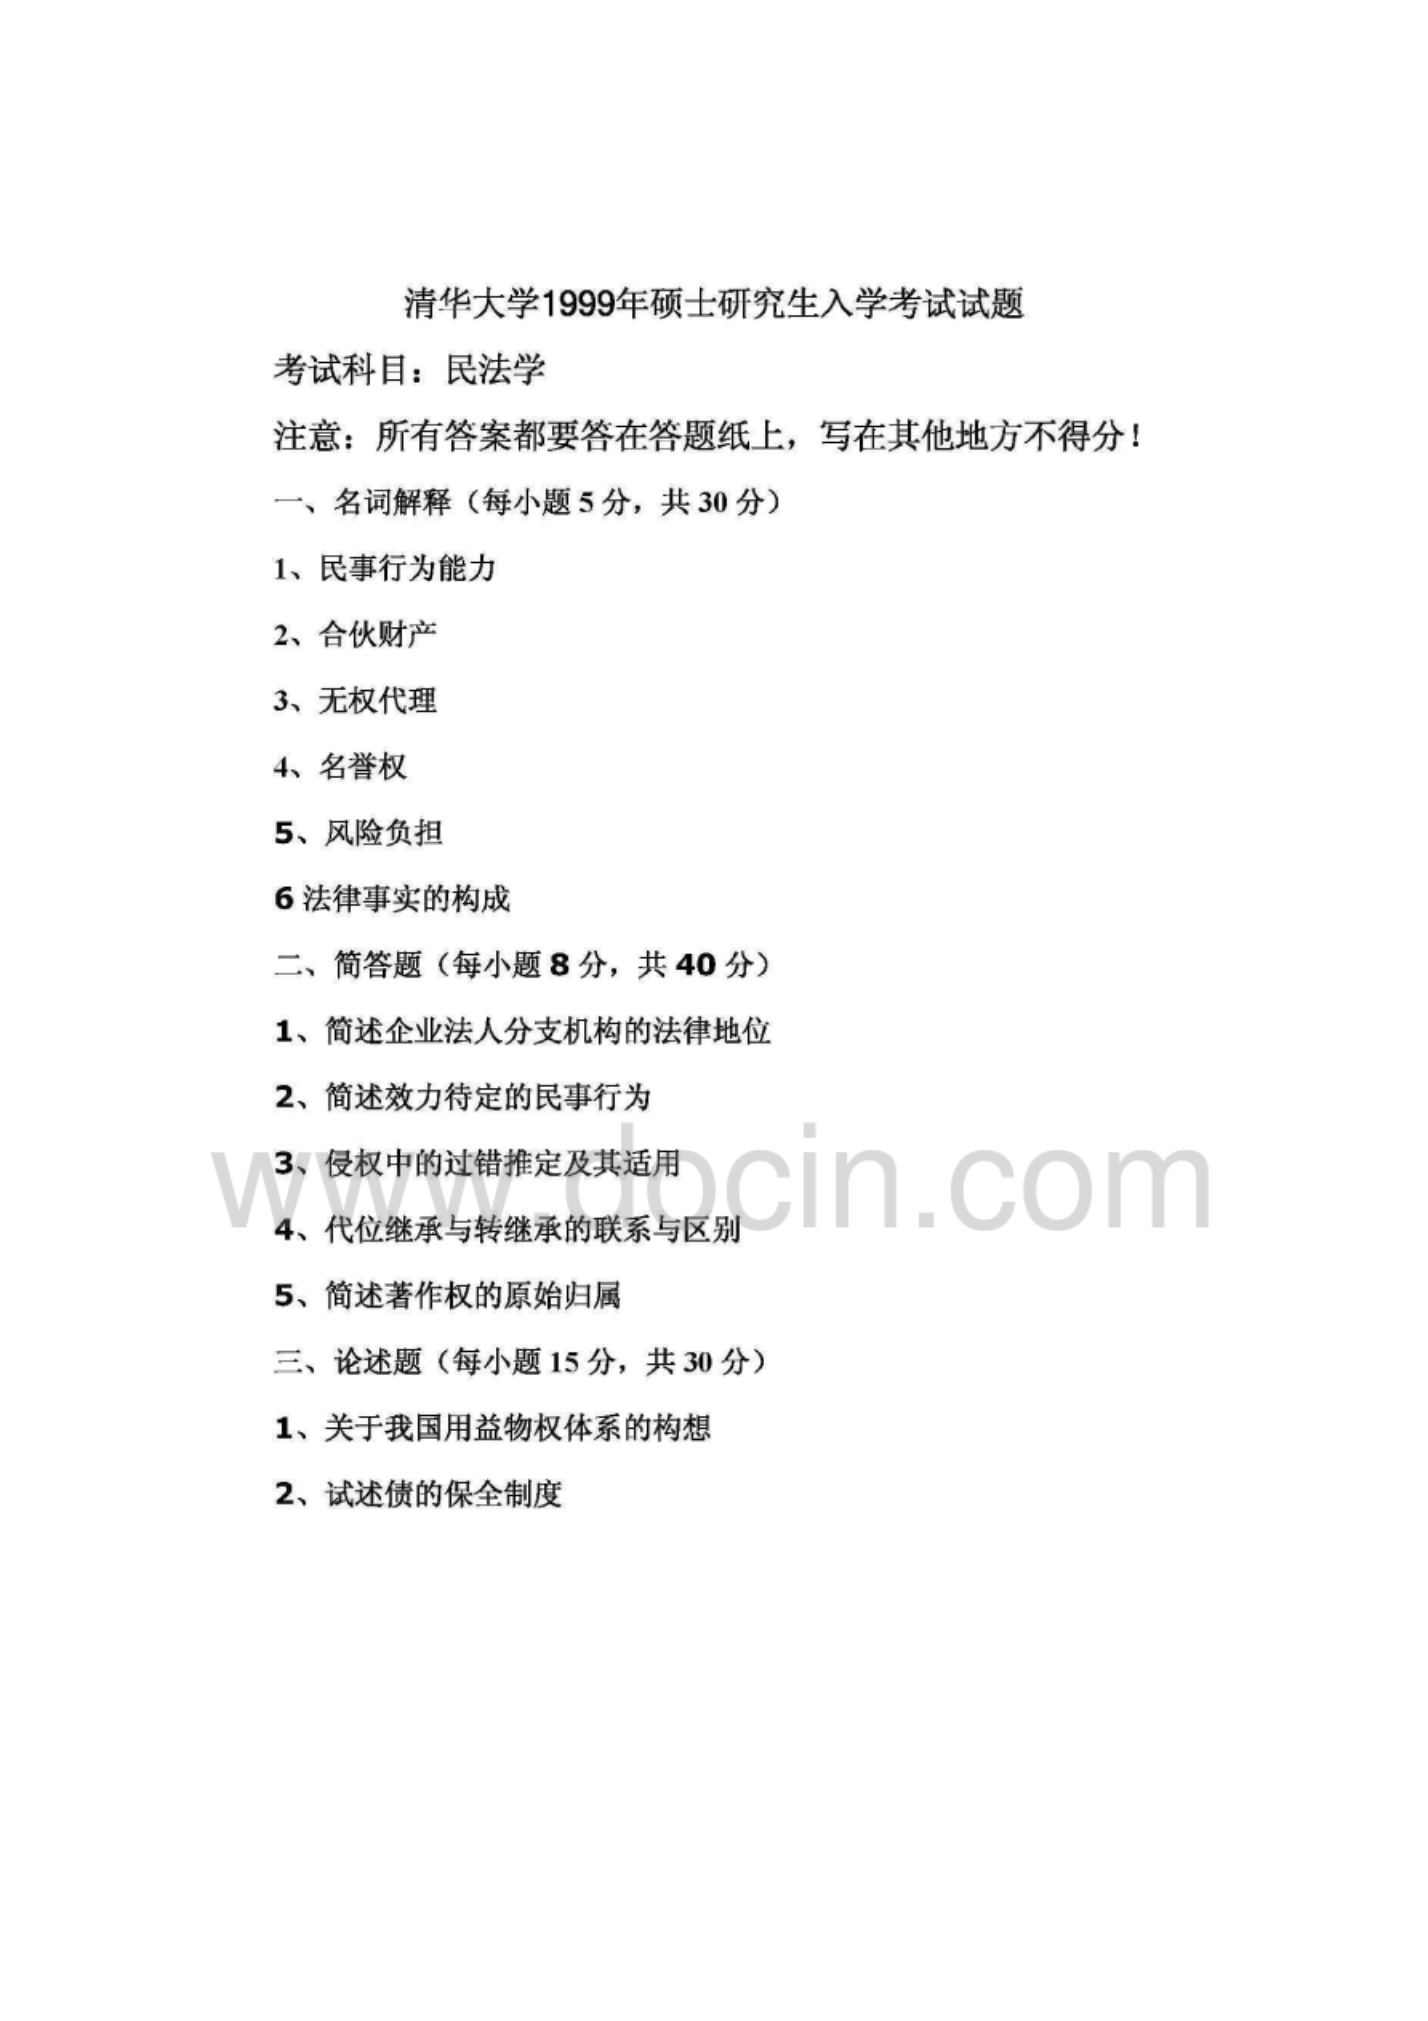 清华大学1999年硕士研究生入学考试试题
考试科目：民法学
注意：所有答案都要答在答题纸上，写在其他地方不得分！
一、名词解释（每小题 5 分，共 30 分）
1、民事行为能力
2、合伙财产
3、无权代理
4、名誉权
5、风险负担
6 法律事实的构成
二、简答题（每小题 8 分，共 40 分）
1、简述企业法人分支机构的法律地位
2、简述效力待定的民事行为
3、侵权中的过错推定及其适用
www.docin.com
4、代位继承与转继承的联系与区别
5、简述著作权的原始归属
三、论述题（每小题 15 分，共 30 分）
1、关于我国用益物权体系的构想
2、试述债的保全制度